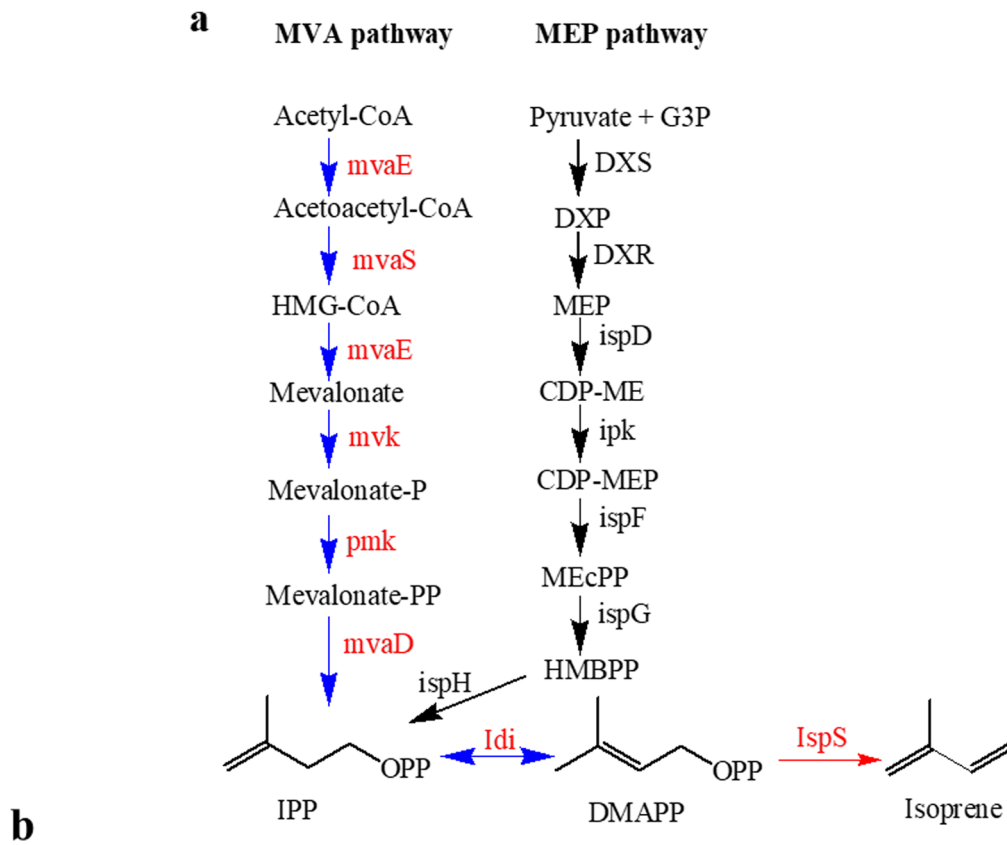 a
MVA pathway
MEP pathway
Acetyl-CoA
mvaE
Acetoacetyl-CoA
mvaS
HMG-CoA
mvaE
Mevalonate
mvk
Mevalonate-P
pmk
Mevalonate-PP
mvaD
Pyruvate + G3P
DXS
DXP
DXR
MEP
ispD
CDP-ME
ipk
CDP-MEP
ispF
MEcPP
ispG
HMBPP
ispH
OPP
IPP
Idi
OPP
DMAPP
IspS
Isoprene
b